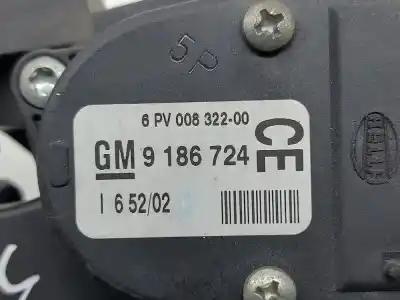 5P
6 PV 008 322-00
GM 9 186 724
CE
I 6 52/02
HELLA